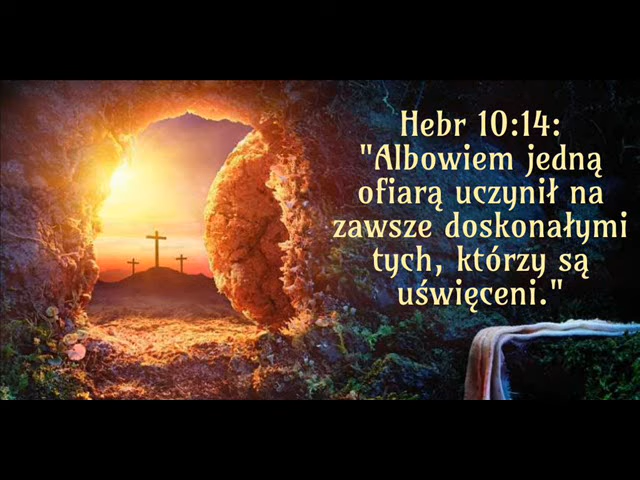 Hebr 10:14:
"Albowiem jedną
ofiarą uczynił na
zawsze doskonałymi
tych, którzy są
uświęceni."